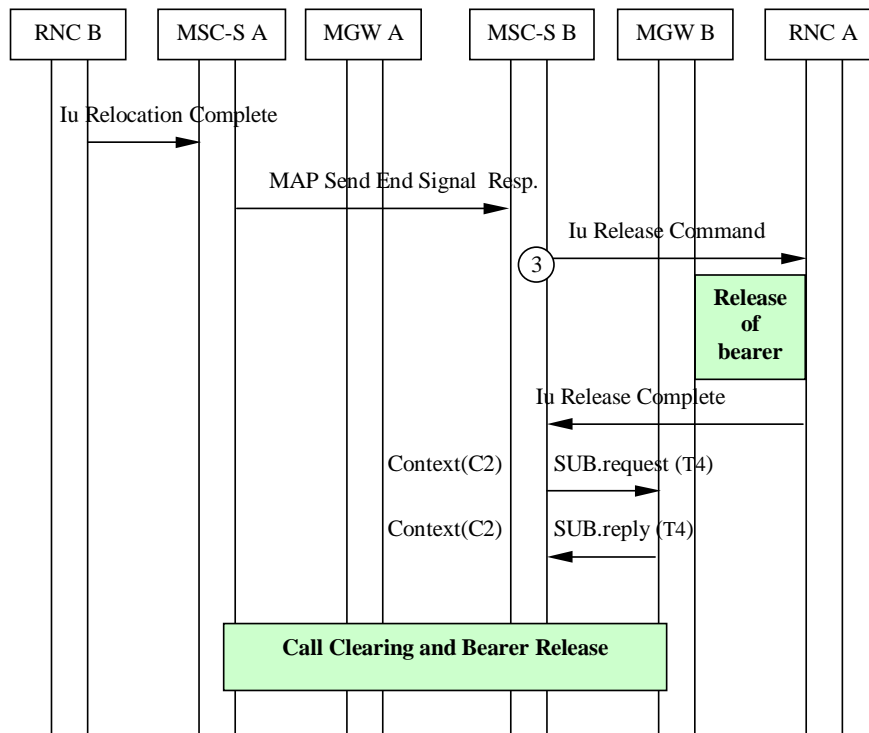 RNC B MSC-S A MGW A MSC-S B MGW B RNC A
Iu Relocation Complete
MAP Send End Signal Resp.
Iu Release Command
3
Release
of
bearer
Iu Release Complete
Context(C2) SUB.request (T4)
Context(C2) SUB.reply (T4)
Call Clearing and Bearer Release